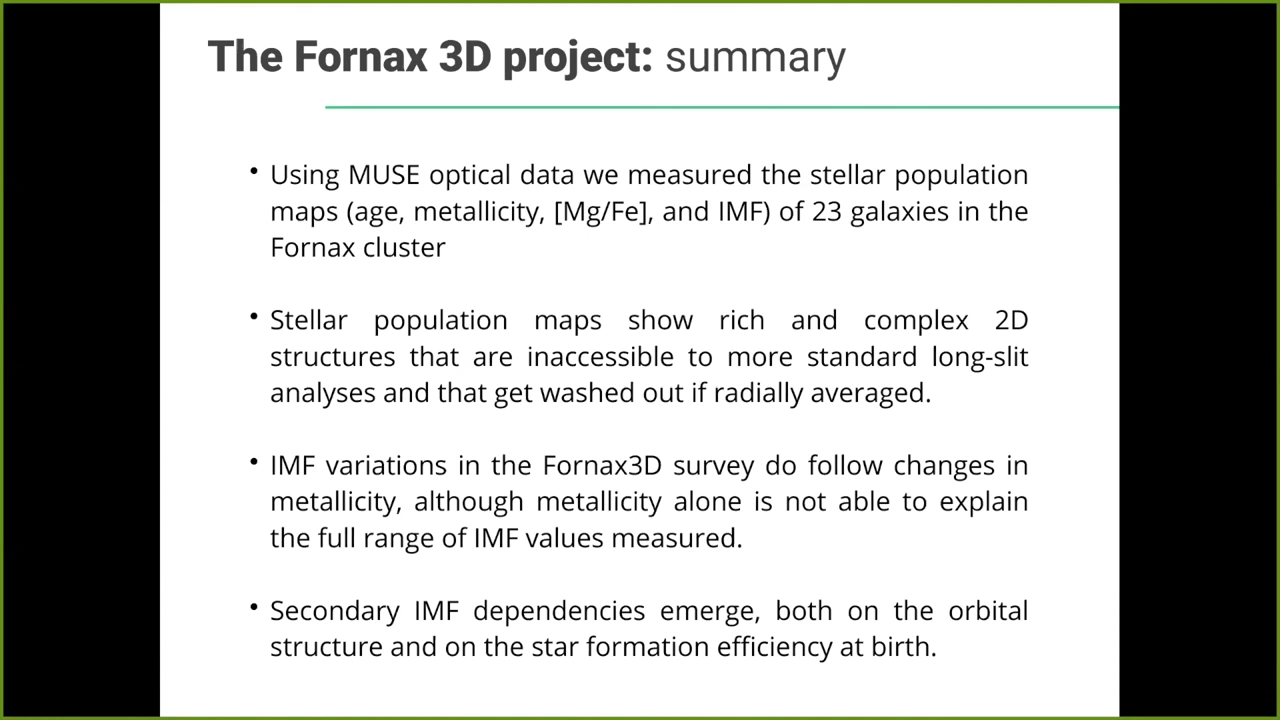 The Fornax 3D project: summary
• Using MUSE optical data we measured the stellar population
maps (age, metallicity, [Mg/Fe], and IMF) of 23 galaxies in the
Fornax cluster
• Stellar population maps show rich and complex 2D
structures that are inaccessible to more standard long-slit
analyses and that get washed out if radially averaged.
• IMF variations in the Fornax3D survey do follow changes in
metallicity, although metallicity alone is not able to explain
the full range of IMF values measured.
• Secondary IMF dependencies emerge, both on the orbital
structure and on the star formation efficiency at birth.